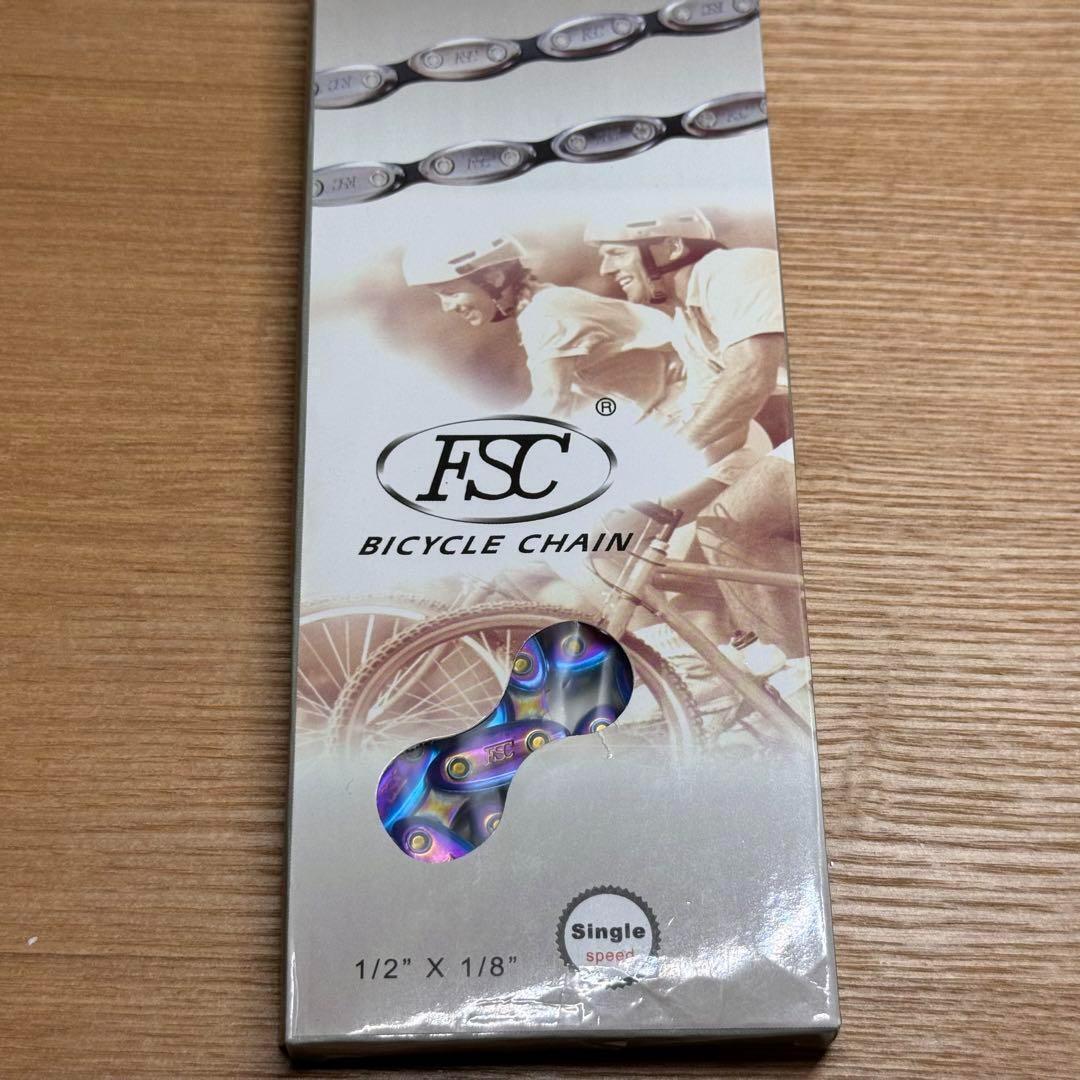 FSC
®
BICYCLE CHAIN
FSC
1/2" X 1/8"
Single
speed